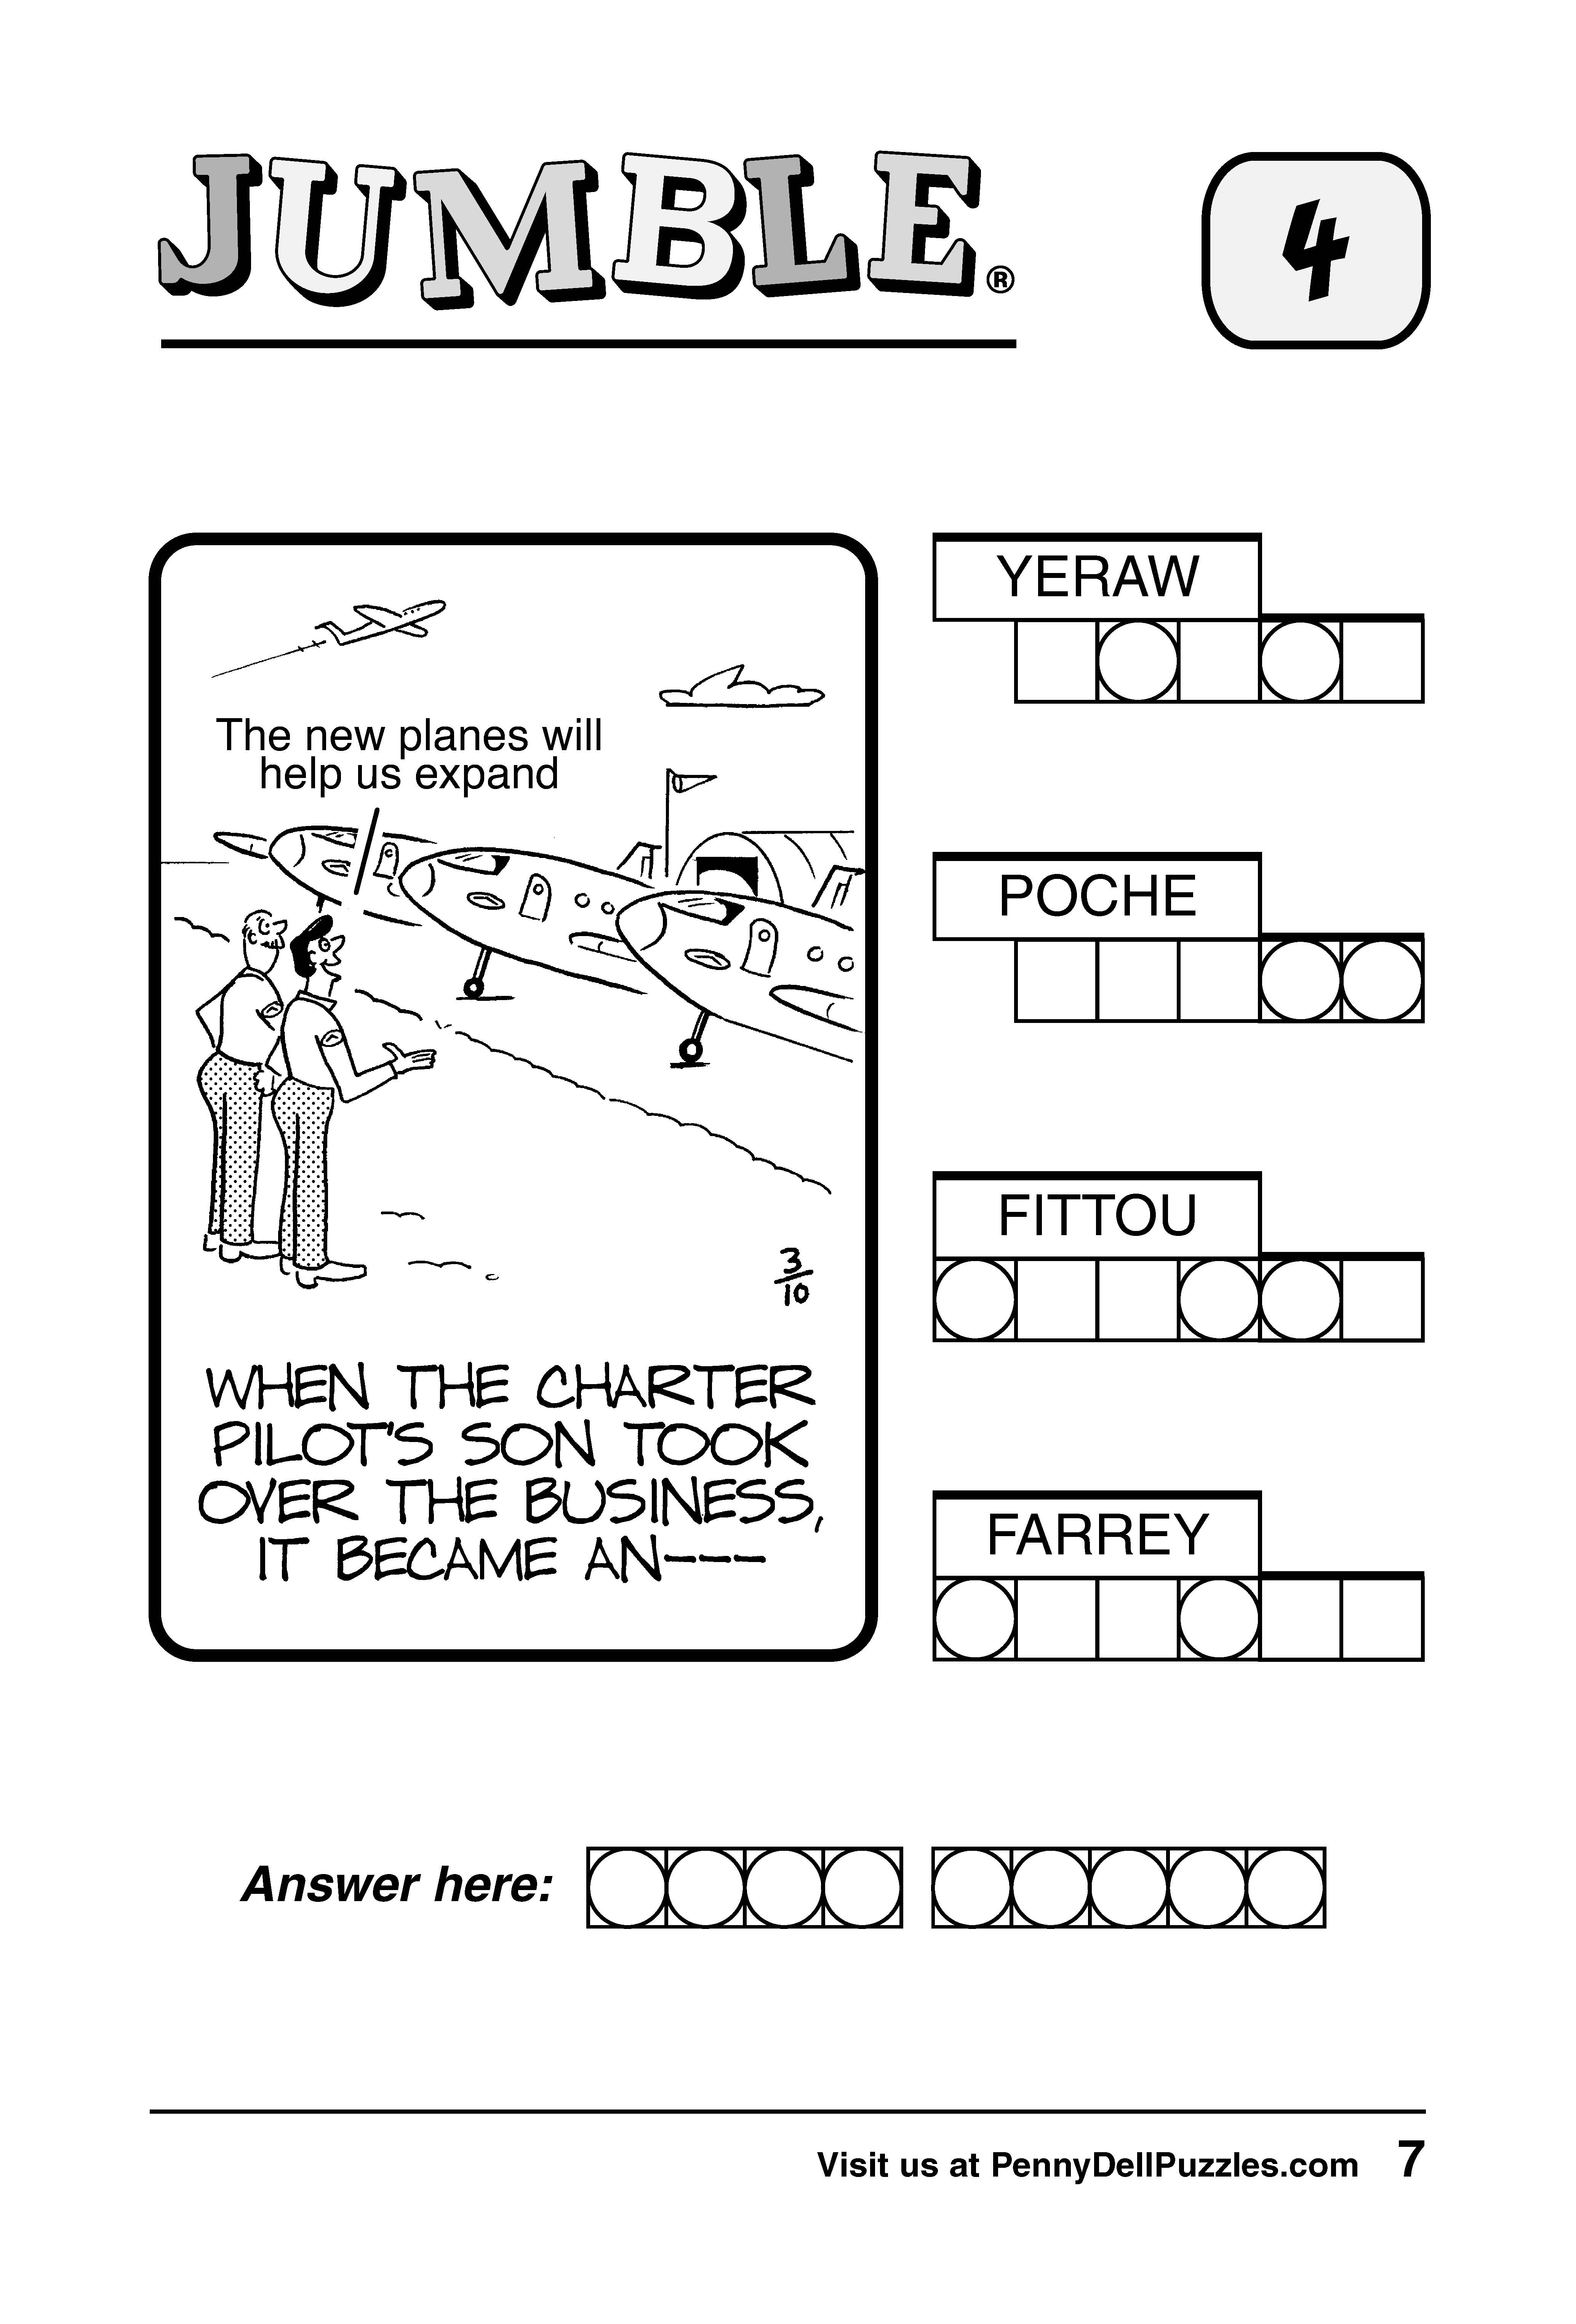 JUMBLE®
4
The new planes will
help us expand
3/10
WHEN THE CHARTER
PILOT'S SON TOOK
OVER THE BUSINESS,
IT BECAME AN---
YERAW
POCHE
FITTOU
FARREY
Answer here:
Visit us at PennyDellPuzzles.com 7